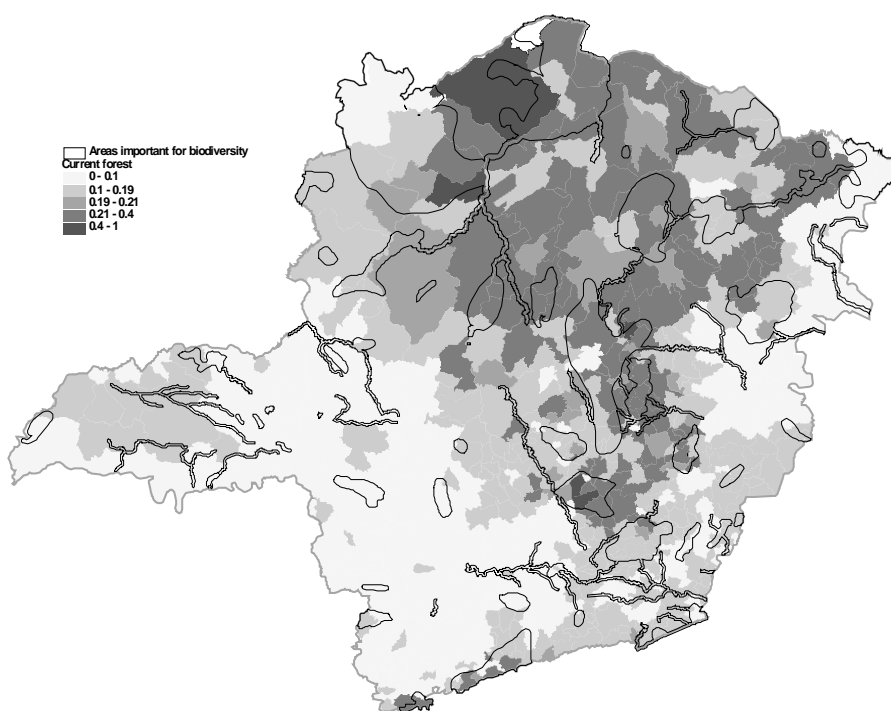 Areas important for biodiversity
Current forest
0 - 0.1
0.1 - 0.19
0.19 - 0.21
0.21 - 0.4
0.4 - 1